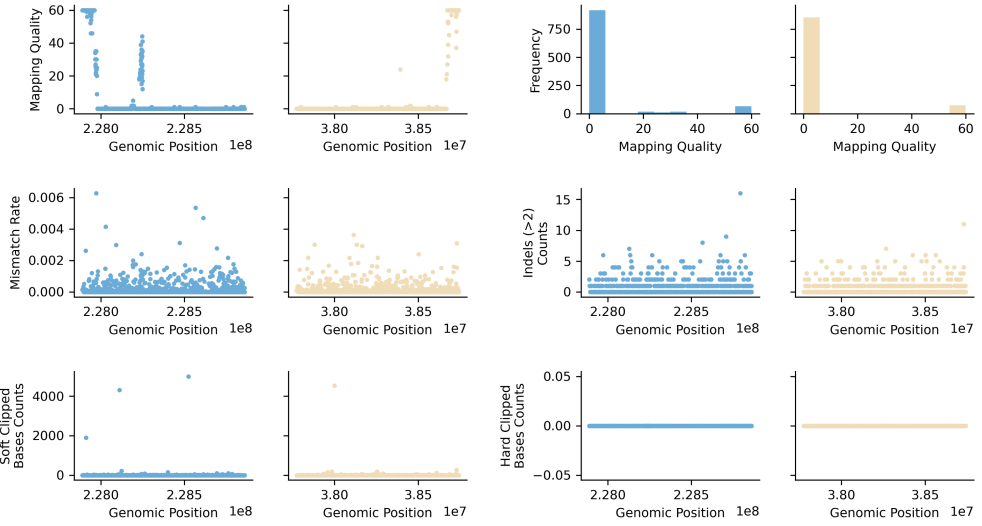 Mapping Quality
60
40
20
0
2.280 2.285
Genomic Position 1e8
3.80 3.85
Genomic Position 1e7
Frequency
750
500
250
0
0 20 40 60
Mapping Quality
0 20 40 60
Mapping Quality
Mismatch Rate
0.006
0.004
0.002
0.000
2.280 2.285
Genomic Position 1e8
3.80 3.85
Genomic Position 1e7
Indels (>2)
Counts
15
10
5
0
2.280 2.285
Genomic Position 1e8
3.80 3.85
Genomic Position 1e7
Soft Clipped
Bases Counts
4000
2000
0
2.280 2.285
Genomic Position 1e8
3.80 3.85
Genomic Position 1e7
Hard Clipped
Bases Counts
0.05
0.00
−0.05
2.280 2.285
Genomic Position 1e8
3.80 3.85
Genomic Position 1e7